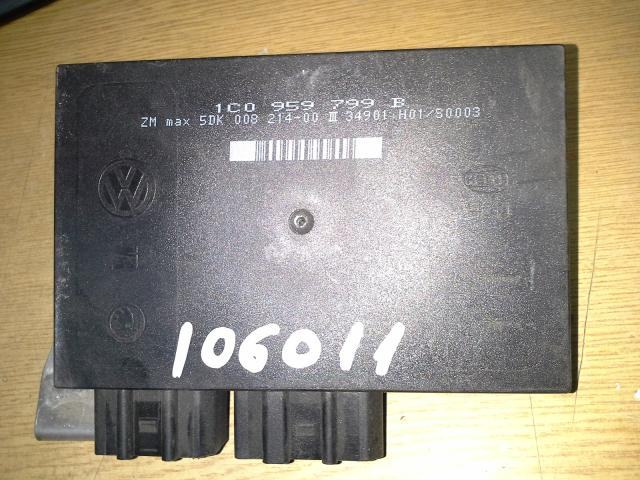 1C0 959 799 B
ZM max 5DK 008 214-00 III 34901 H01/S0003
106011